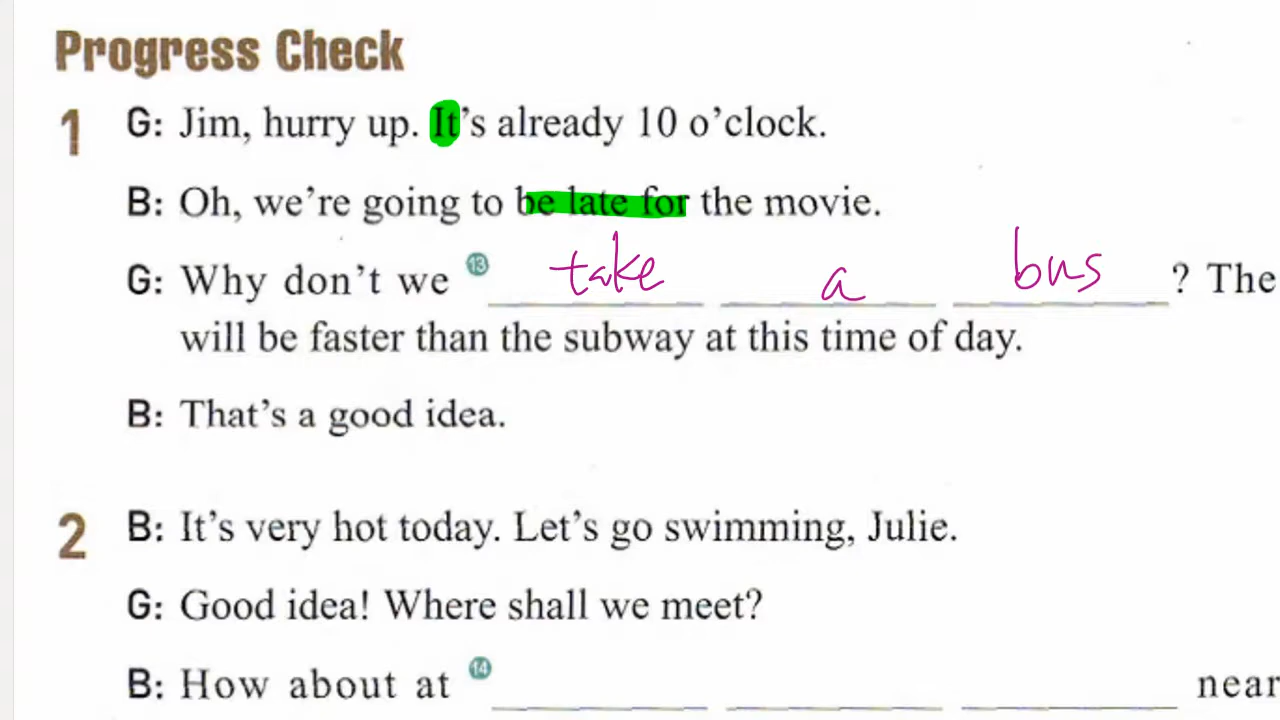 Progress Check
1 G: Jim, hurry up. It's already 10 o'clock.
B: Oh, we're going to be late for the movie.
G: Why don't we 13 take a bus ? The
will be faster than the subway at this time of day.
B: That's a good idea.
2 B: It's very hot today. Let's go swimming, Julie.
G: Good idea! Where shall we meet?
B: How about at 14 ______ ______ ______ near